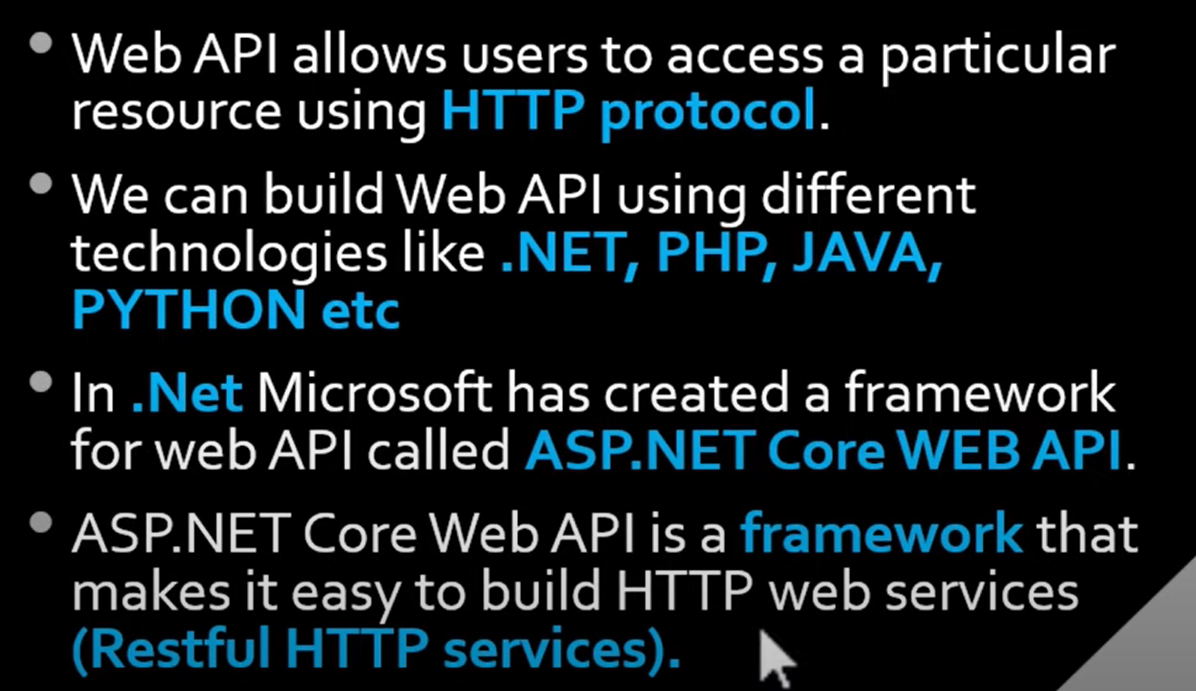 • Web API allows users to access a particular
resource using HTTP protocol.
• We can build Web API using different
technologies like .NET, PHP, JAVA,
PYTHON etc
• In .Net Microsoft has created a framework
for web API called ASP.NET Core WEB API.
• ASP.NET Core Web API is a framework that
makes it easy to build HTTP web services
(Restful HTTP services).